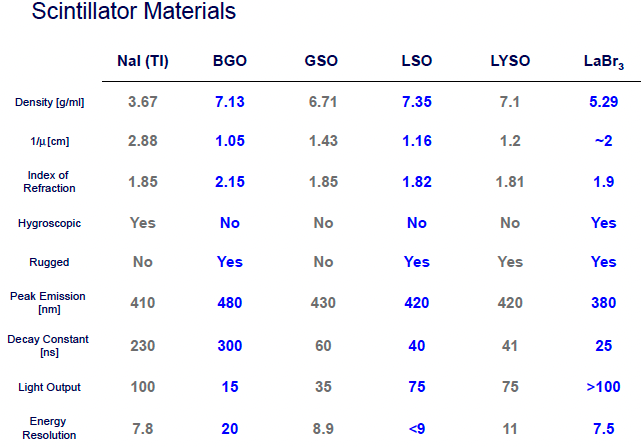 Scintillator Materials
NaI (Tl) BGO GSO LSO LYSO LaBr3
Density [g/ml] 3.67 7.13 6.71 7.35 7.1 5.29
1/μ [cm] 2.88 1.05 1.43 1.16 1.2 ~2
Index of
Refraction 1.85 2.15 1.85 1.82 1.81 1.9
Hygroscopic Yes No No No No Yes
Rugged No Yes No Yes Yes Yes
Peak Emission
[nm] 410 480 430 420 420 380
Decay Constant
[ns] 230 300 60 40 41 25
Light Output 100 15 35 75 75 >100
Energy
Resolution 7.8 20 8.9 <9 11 7.5